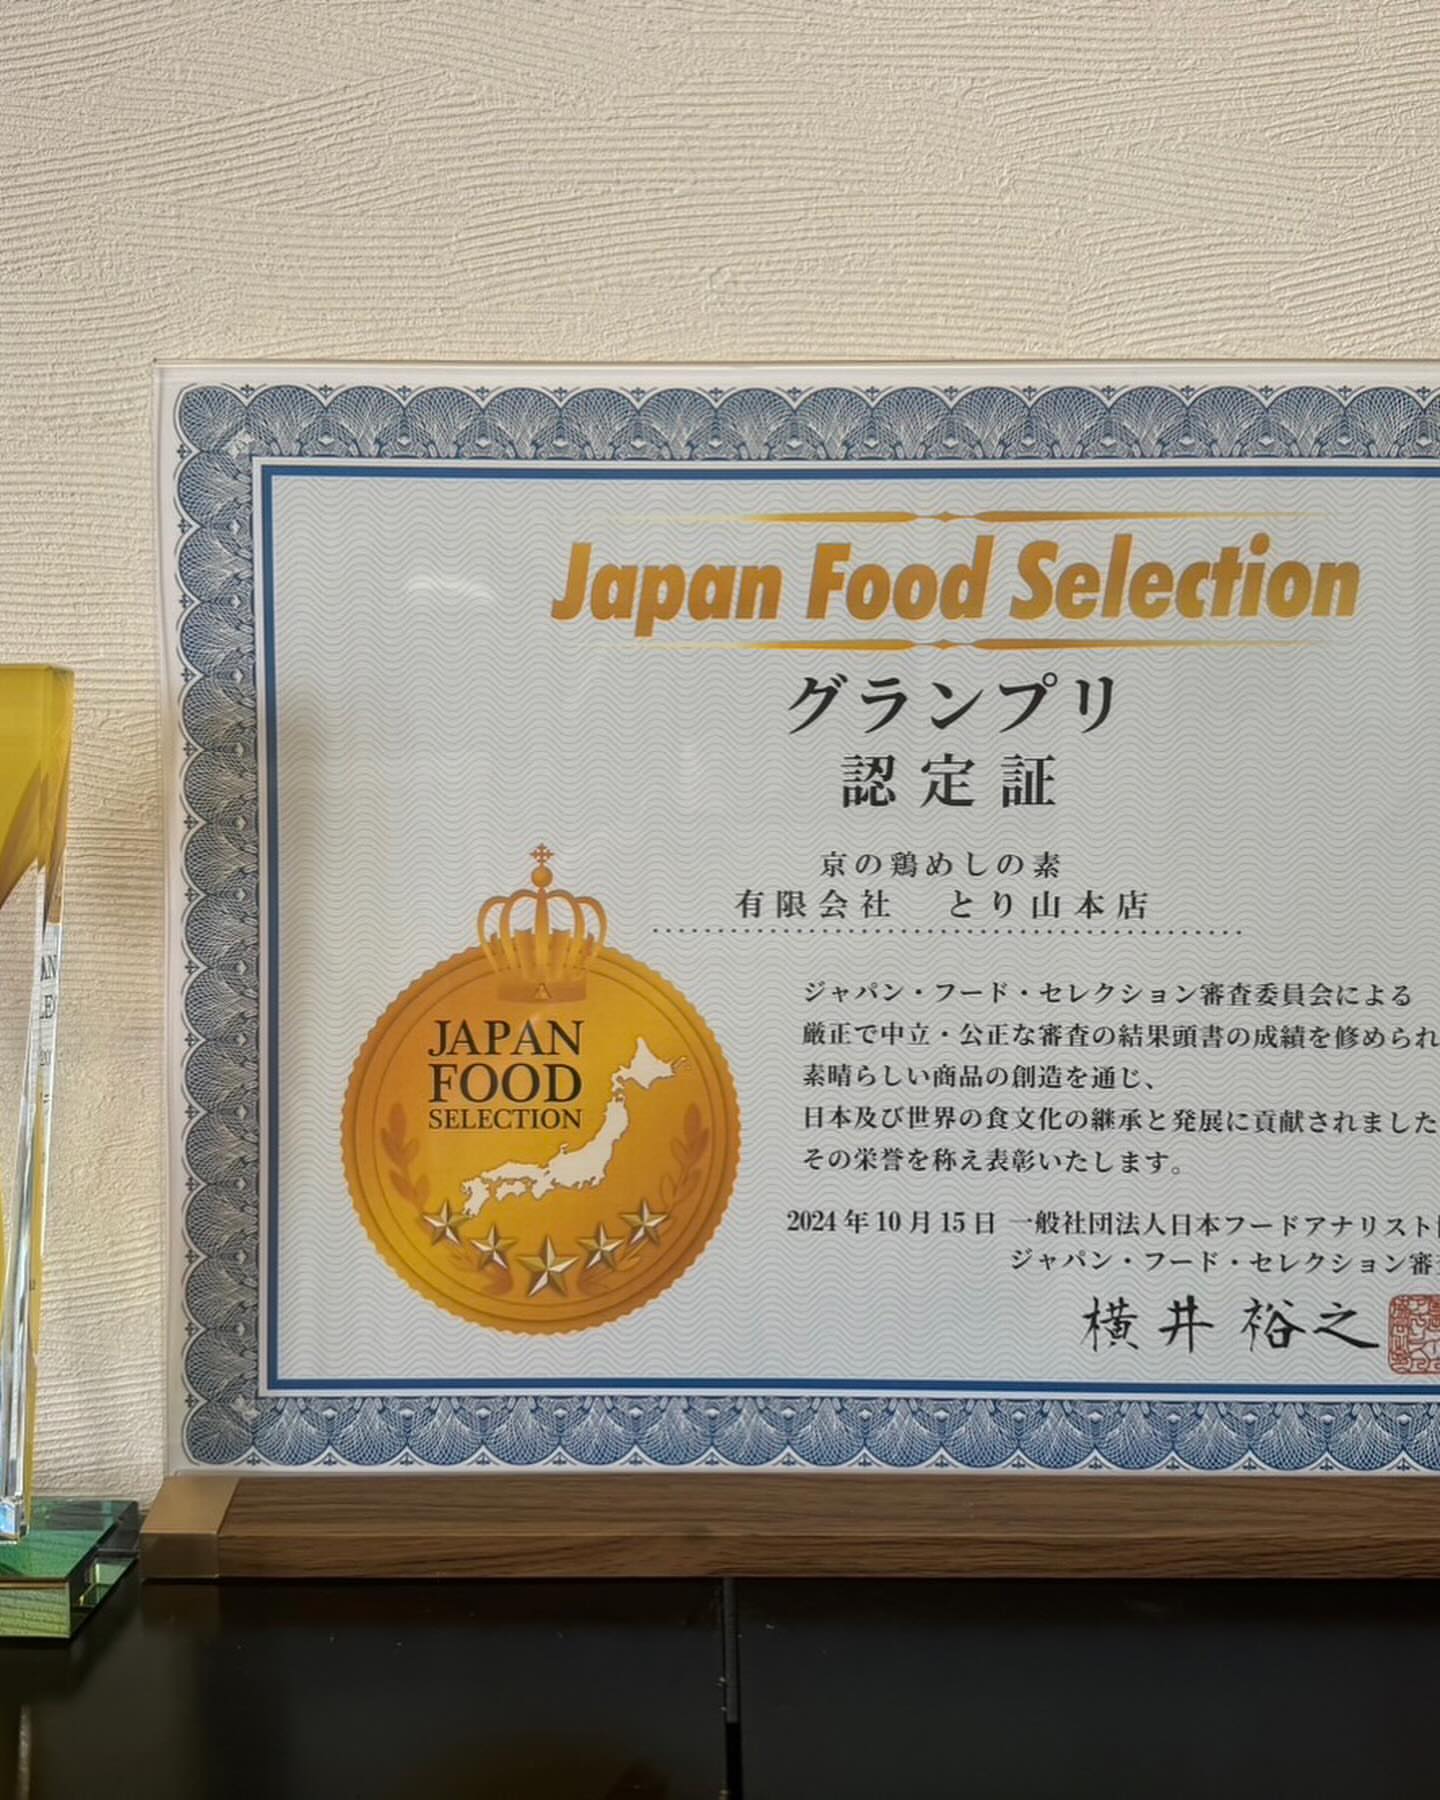 Japan Food Selection
グランプリ
認定証
京の鶏めしの素
有限会社 とり山本店
JAPAN
FOOD
SELECTION
ジャパン・フード・セレクション審査委員会による
厳正で中立・公正な審査の結果頭書の成績を修められ
素晴らしい商品の創造を通じ、
日本及び世界の食文化の継承と発展に貢献されました
その栄誉を称え表彰いたします。
2024年10月15日 一般社団法人日本フードアナリスト
ジャパン・フード・セレクション審
横井 裕之